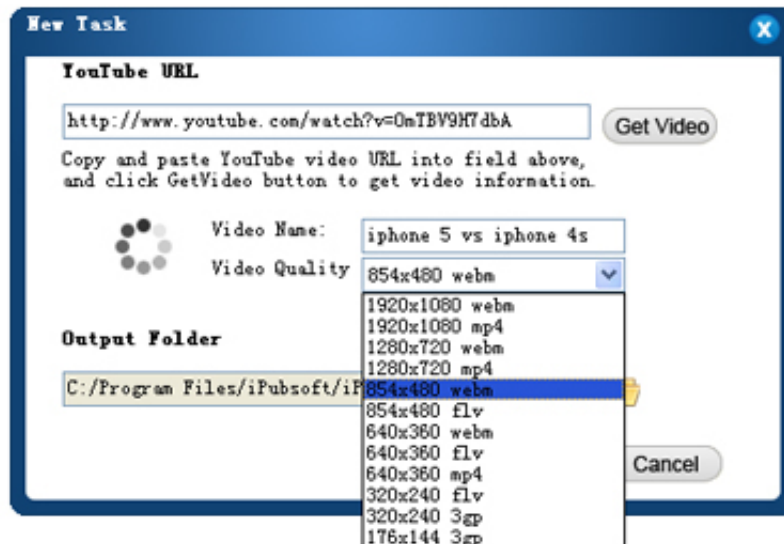 New Task
YouTube URL
http://www.youtube.com/watch?v=OmTBV9M7dbA
Get Video
Copy and paste YouTube video URL into field above,
and click GetVideo button to get video information.
Video Name:
iphone 5 vs iphone 4s
Video Quality
854x480 webm
1920x1080 webm
1920x1080 mp4
1280x720 webm
1280x720 mp4
854x480 webm
854x480 flv
640x360 webm
640x360 flv
640x360 mp4
320x240 flv
320x240 3gp
176x144 3gp
Output Folder
C:/Program Files/iPubsoft/iP
Cancel